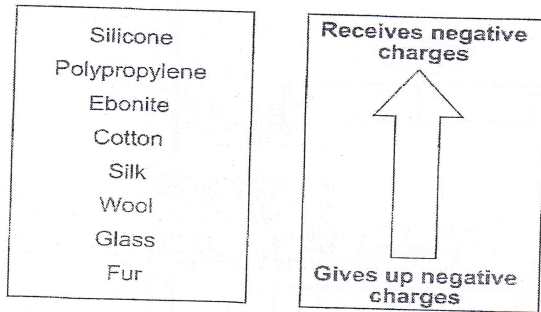 Silicone
Polypropylene
Ebonite
Cotton
Silk
Wool
Glass
Fur
Receives negative
charges
Gives up negative
charges